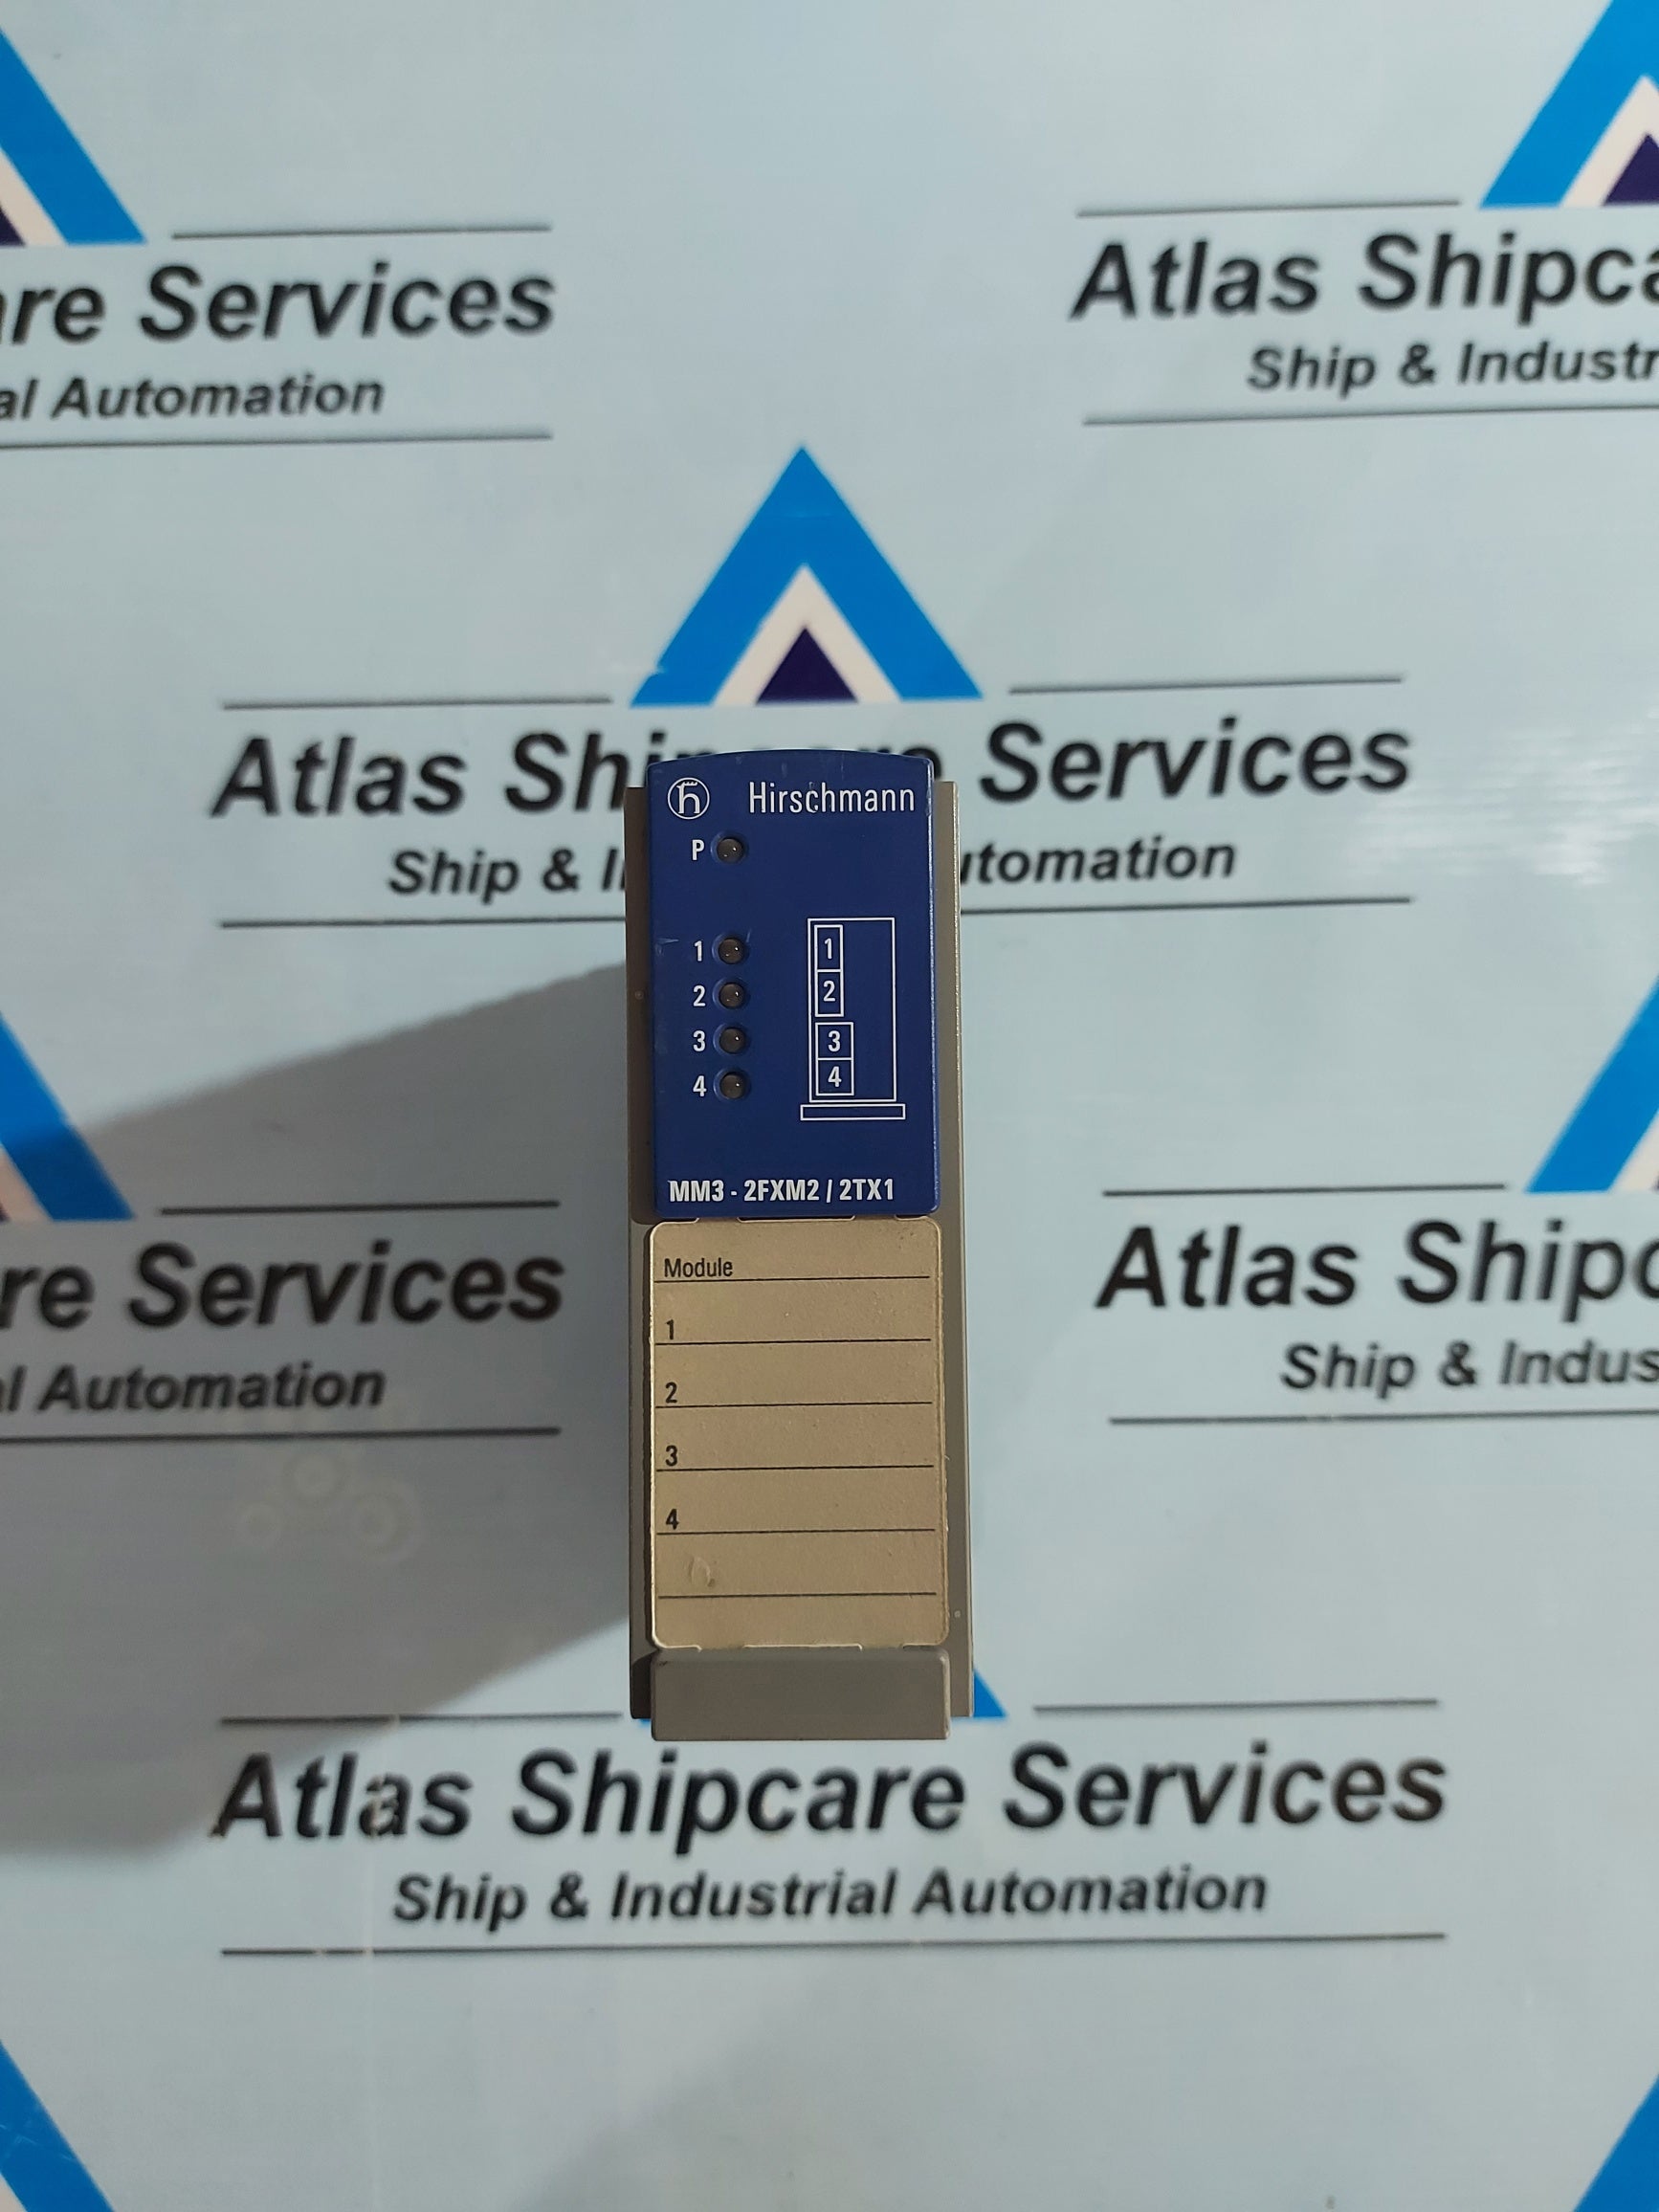 are Services
al Automation
Atlas Shipca
Ship & Industr
Atlas Shipcare Services
Ship & I
utomation
Hirschmann
P
1
2
3
4
1
2
3
4
MM3 - 2FXM2 / 2TX1
Module
1
2
3
4
re Services
al Automation
Atlas Shipc
Ship & Indus
Atlas Shipcare Services
Ship & Industrial Automation